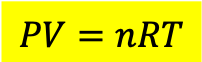 PV = nRT